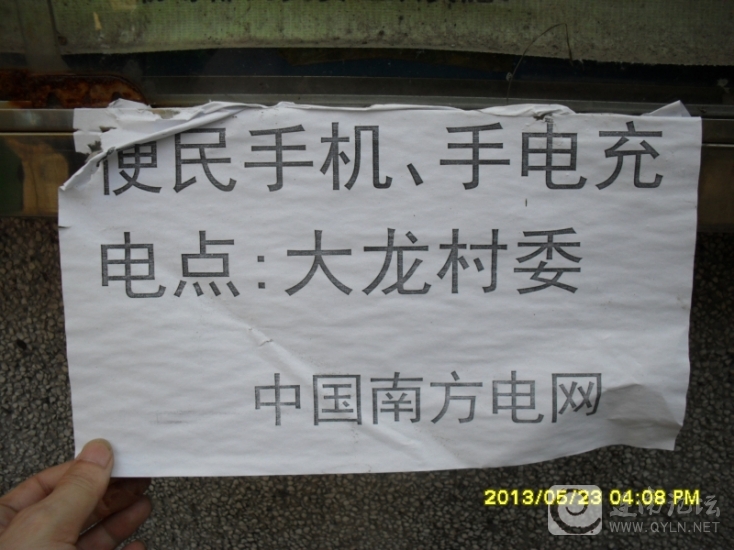 便民手机、手电充
电点:大龙村委
中国南方电网
2013/05/23 04:08 PM
WWW.QYLN.NET